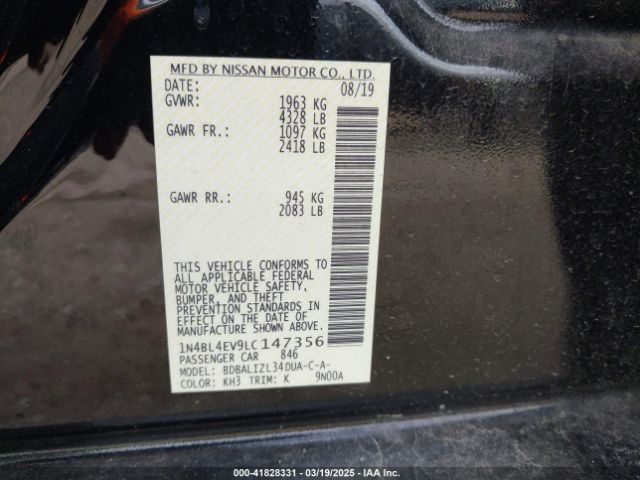 MFD BY NISSAN MOTOR CO., LTD.
DATE: 08/19
GVWR: 1963 KG
4328 LB
GAWR FR.: 1097 KG
2418 LB
GAWR RR.: 945 KG
2083 LB
THIS VEHICLE CONFORMS TO
ALL APPLICABLE FEDERAL
MOTOR VEHICLE SAFETY,
BUMPER, AND THEFT
PREVENTION STANDARDS IN
EFFECT ON THE DATE OF
MANUFACTURE SHOWN ABOVE.
1N4BL4EV9LC147356
PASSENGER CAR 846
MODEL: BDBALIZL34DUA-C-A-
COLOR: KH3 TRIM: K 9N00A
000-41828331 — 03/19/2025 — IAA Inc.